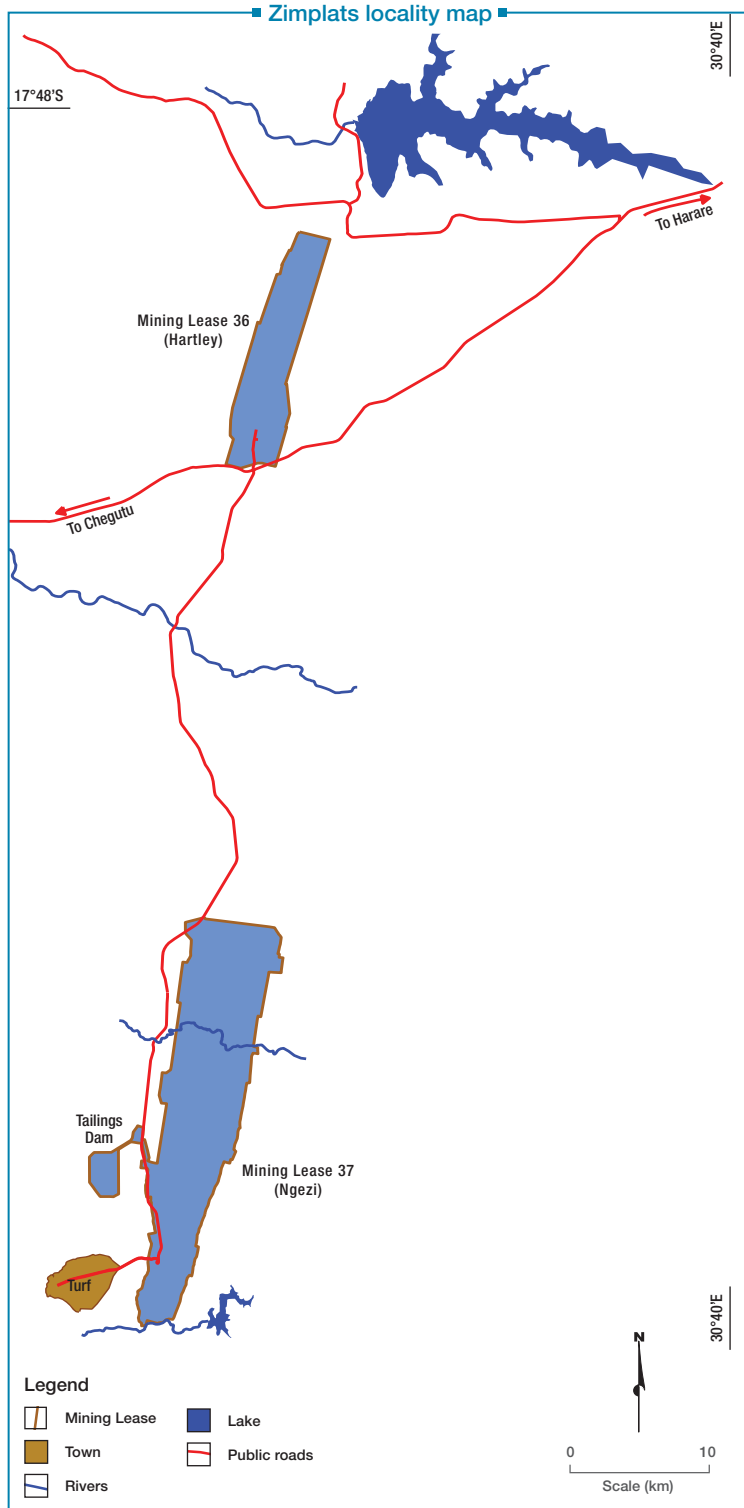 Zimplats locality map
30°40'E
17°48'S
To Harare
Mining Lease 36
(Hartley)
To Chegutu
Tailings
Dam
Mining Lease 37
(Ngezi)
Turf
30°40'E
N
Legend
Mining Lease
Lake
Town
Public roads
Rivers
0 10
Scale (km)